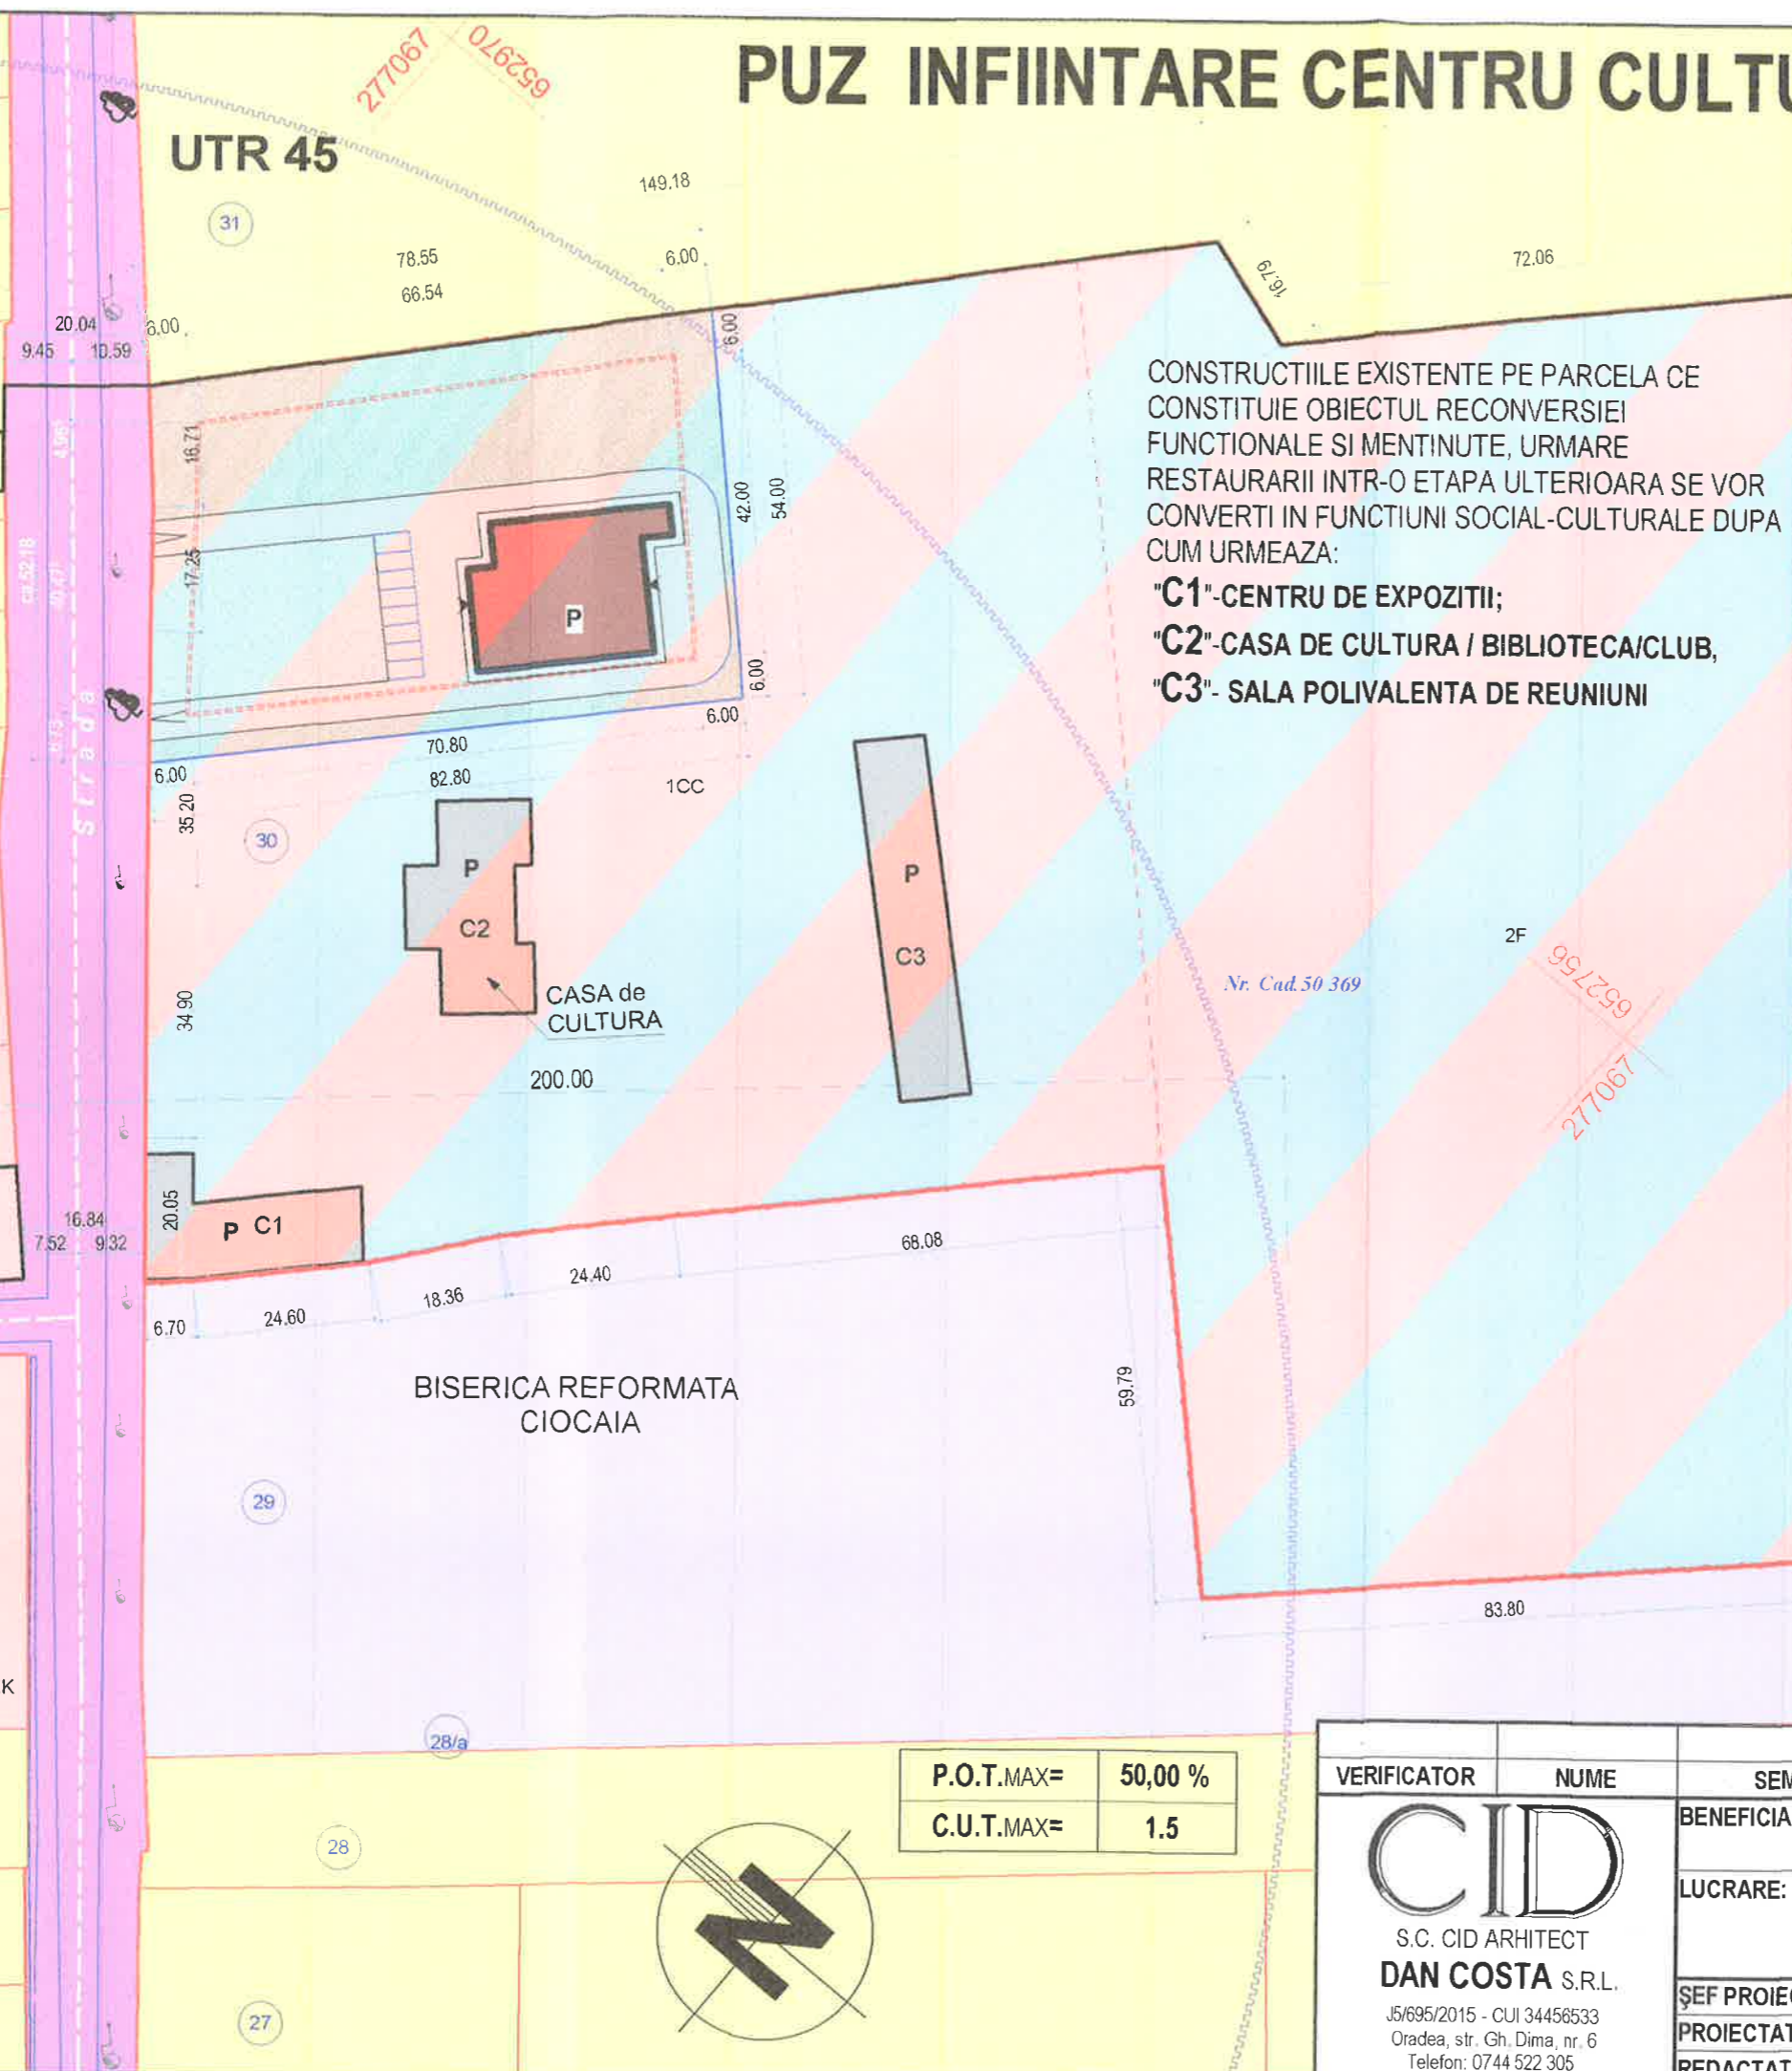 PUZ INFIINTARE CENTRU CULTU
277067
652970
UTR 45
31
149.18
78.55
6.00
66.54
72.06
16.79
20.04
6.00
9.45
10.59
6.00
CONSTRUCTIILE EXISTENTE PE PARCELA CE
CONSTITUIE OBIECTUL RECONVERSIEI
FUNCTIONALE SI MENTINUTE, URMARE
RESTAURARII INTR-O ETAPA ULTERIOARA SE VOR
CONVERTI IN FUNCTIUNI SOCIAL-CULTURALE DUPA
CUM URMEAZA:
"C1"-CENTRU DE EXPOZITII;
"C2"-CASA DE CULTURA / BIBLIOTECA/CLUB,
"C3"- SALA POLIVALENTA DE REUNIUNI
16.71
17.25
42.00
54.00
P
6.00
6.00
70.80
82.80
6.00
35.20
1CC
30
Strada
P
C2
P
C3
CASA de
CULTURA
34.90
200.00
2F
652756
277067
Nr. Cad.50 369
20.05
P C1
16.84
7.52
9.32
6.70
24.60
18.36
24.40
68.08
59.79
BISERICA REFORMATA
CIOCAIA
29
83.80
K
28/a
P.O.T.MAX= 50,00 %
C.U.T.MAX= 1.5
28
27
N
VERIFICATOR NUME SEM
CID
S.C. CID ARHITECT
DAN COSTA S.R.L.
J5/695/2015 - CUI 34456533
Oradea, str. Gh. Dima, nr. 6
Telefon: 0744 522 305
BENEFICIA
LUCRARE:
ŞEF PROIEC
PROIECTAT
REDACTAT